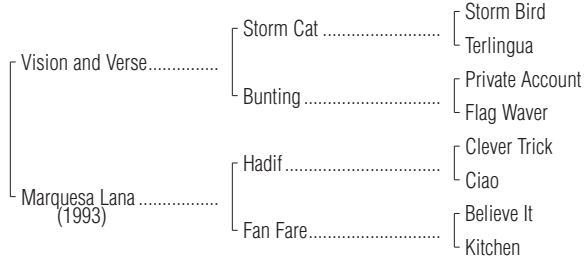 Storm Bird
Storm Cat ........................
Terlingua
Vision and Verse...............
Private Account
Bunting ............................
Flag Waver
Clever Trick
Hadif ................................
Ciao
Marquesa Lana .................
(1993)
Believe It
Fan Fare...........................
Kitchen